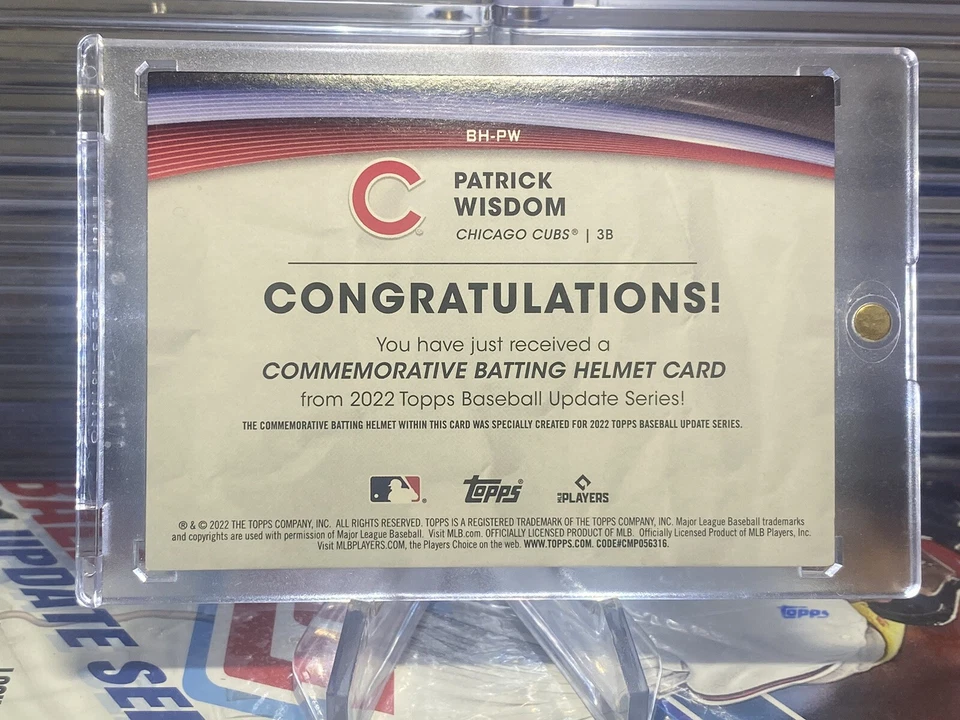 BH-PW
C
PATRICK
WISDOM
CHICAGO CUBS® | 3B
CONGRATULATIONS!
You have just received a
COMMEMORATIVE BATTING HELMET CARD
from 2022 Topps Baseball Update Series!
THE COMMEMORATIVE BATTING HELMET WITHIN THIS CARD WAS SPECIALLY CREATED FOR 2022 TOPPS BASEBALL UPDATE SERIES.
topps®
MLB PLAYERS
® & © 2022 THE TOPPS COMPANY, INC. ALL RIGHTS RESERVED. TOPPS IS A REGISTERED TRADEMARK OF THE TOPPS COMPANY, INC. Major League Baseball trademarks
and copyrights are used with permission of Major League Baseball. Visit MLB.com. OFFICIALLY LICENSED PRODUCT OF MLB. Officially Licensed Product of MLB Players, Inc.
Visit MLBPLAYERS.COM, the Players Choice on the web. WWW.TOPPS.COM. CODE#CMP056316.
UPDATE SER
topps